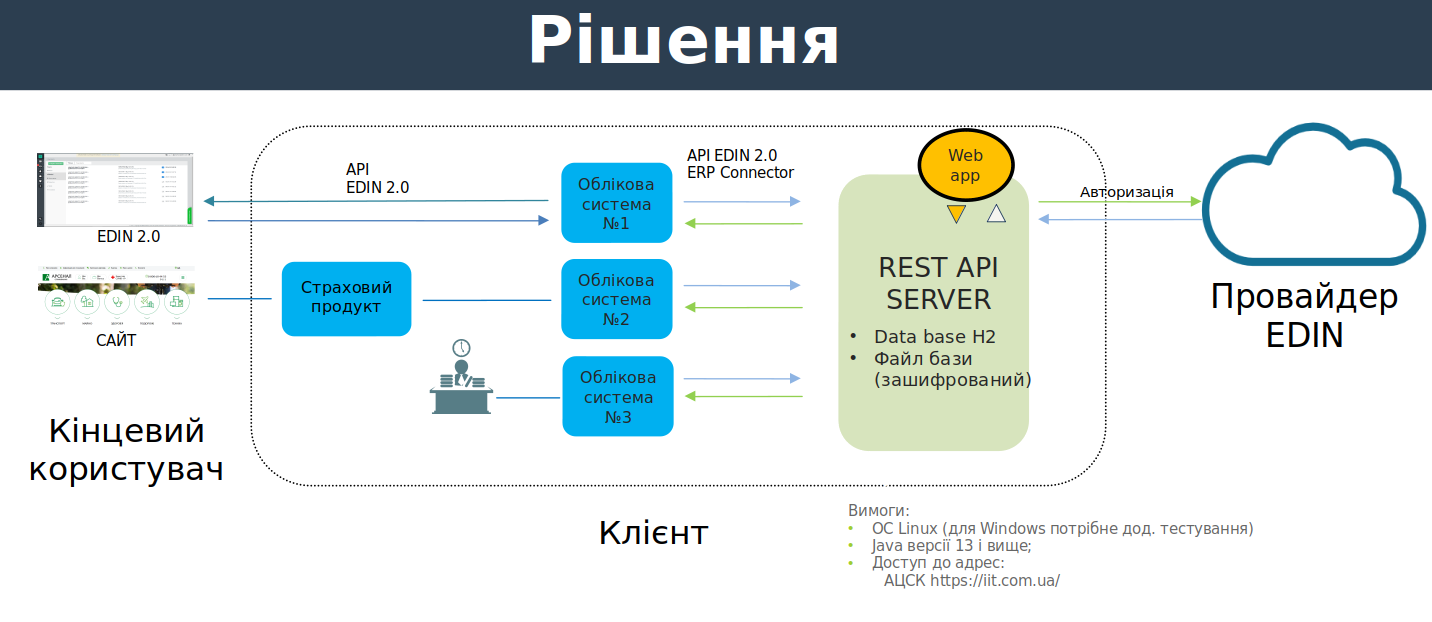 Рішення
API
EDIN 2.0
API EDIN 2.0
ERP Connector
Web
app
Авторизація
EDIN 2.0
АРСЕНАЛ
САЙТ
Страховий
продукт
Облікова
система
№1
Облікова
система
№2
Облікова
система
№3
REST API
SERVER
• Data base H2
• Файл бази
(зашифрований)
Провайдер
EDIN
Кінцевий
користувач
Клієнт
Вимоги:
• ОС Linux (для Windows потрібне дод. тестування)
• Java версії 13 і вище;
• Доступ до адрес:
АЦСК https://iit.com.ua/